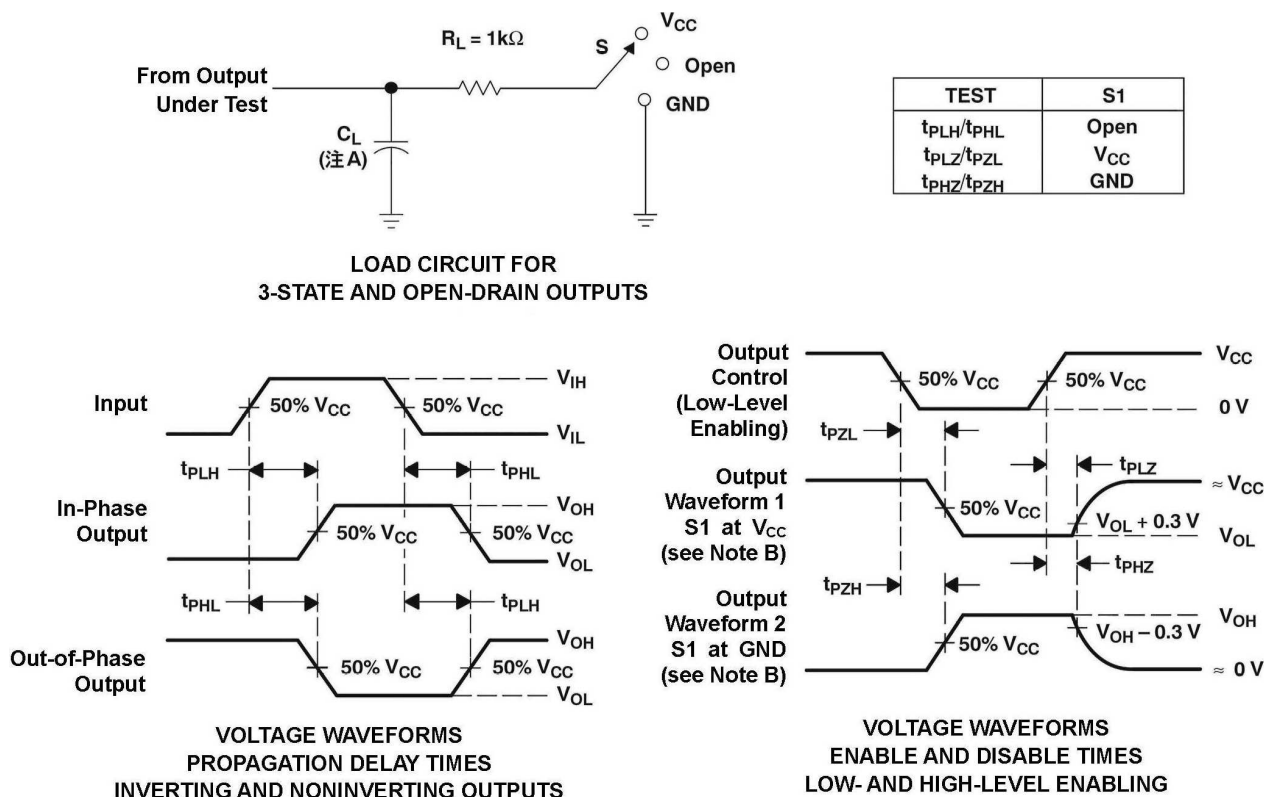 V_CC
R_L = 1kΩ
S
Open
From Output
Under Test
GND
C_L
(注A)
LOAD CIRCUIT FOR
3-STATE AND OPEN-DRAIN OUTPUTS
TEST S1
t_PLH/t_PHL Open
t_PLZ/t_PZL V_CC
t_PHZ/t_PZH GND
Input
50% V_CC
50% V_CC
V_IH
V_IL
t_PLH
t_PHL
In-Phase
Output
50% V_CC
50% V_CC
V_OH
V_OL
t_PHL
t_PLH
Out-of-Phase
Output
50% V_CC
50% V_CC
V_OH
V_OL
VOLTAGE WAVEFORMS
PROPAGATION DELAY TIMES
INVERTING AND NONINVERTING OUTPUTS
Output
Control
(Low-Level
Enabling)
50% V_CC
50% V_CC
V_CC
0 V
t_PZL
t_PLZ
Output
Waveform 1
S1 at V_CC
(see Note B)
50% V_CC
V_OL + 0.3 V
≈ V_CC
V_OL
t_PZH
t_PHZ
Output
Waveform 2
S1 at GND
(see Note B)
50% V_CC
V_OH − 0.3 V
V_OH
≈ 0 V
VOLTAGE WAVEFORMS
ENABLE AND DISABLE TIMES
LOW- AND HIGH-LEVEL ENABLING